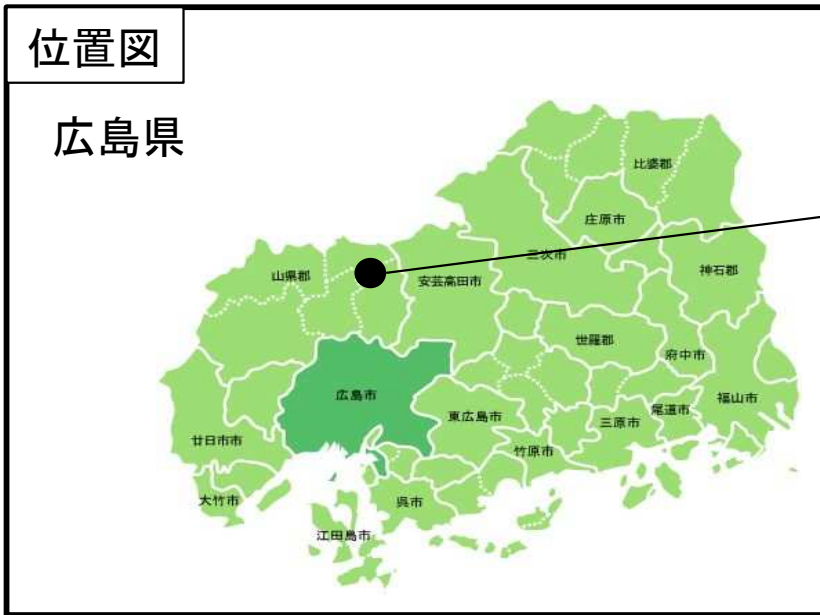 位置図
広島県
比婆郡
庄原市
三次市
神石郡
山県郡
安芸高田市
世羅郡
府中市
広島市
福山市
尾道市
東広島市
三原市
廿日市市
竹原市
大竹市
呉市
江田島市